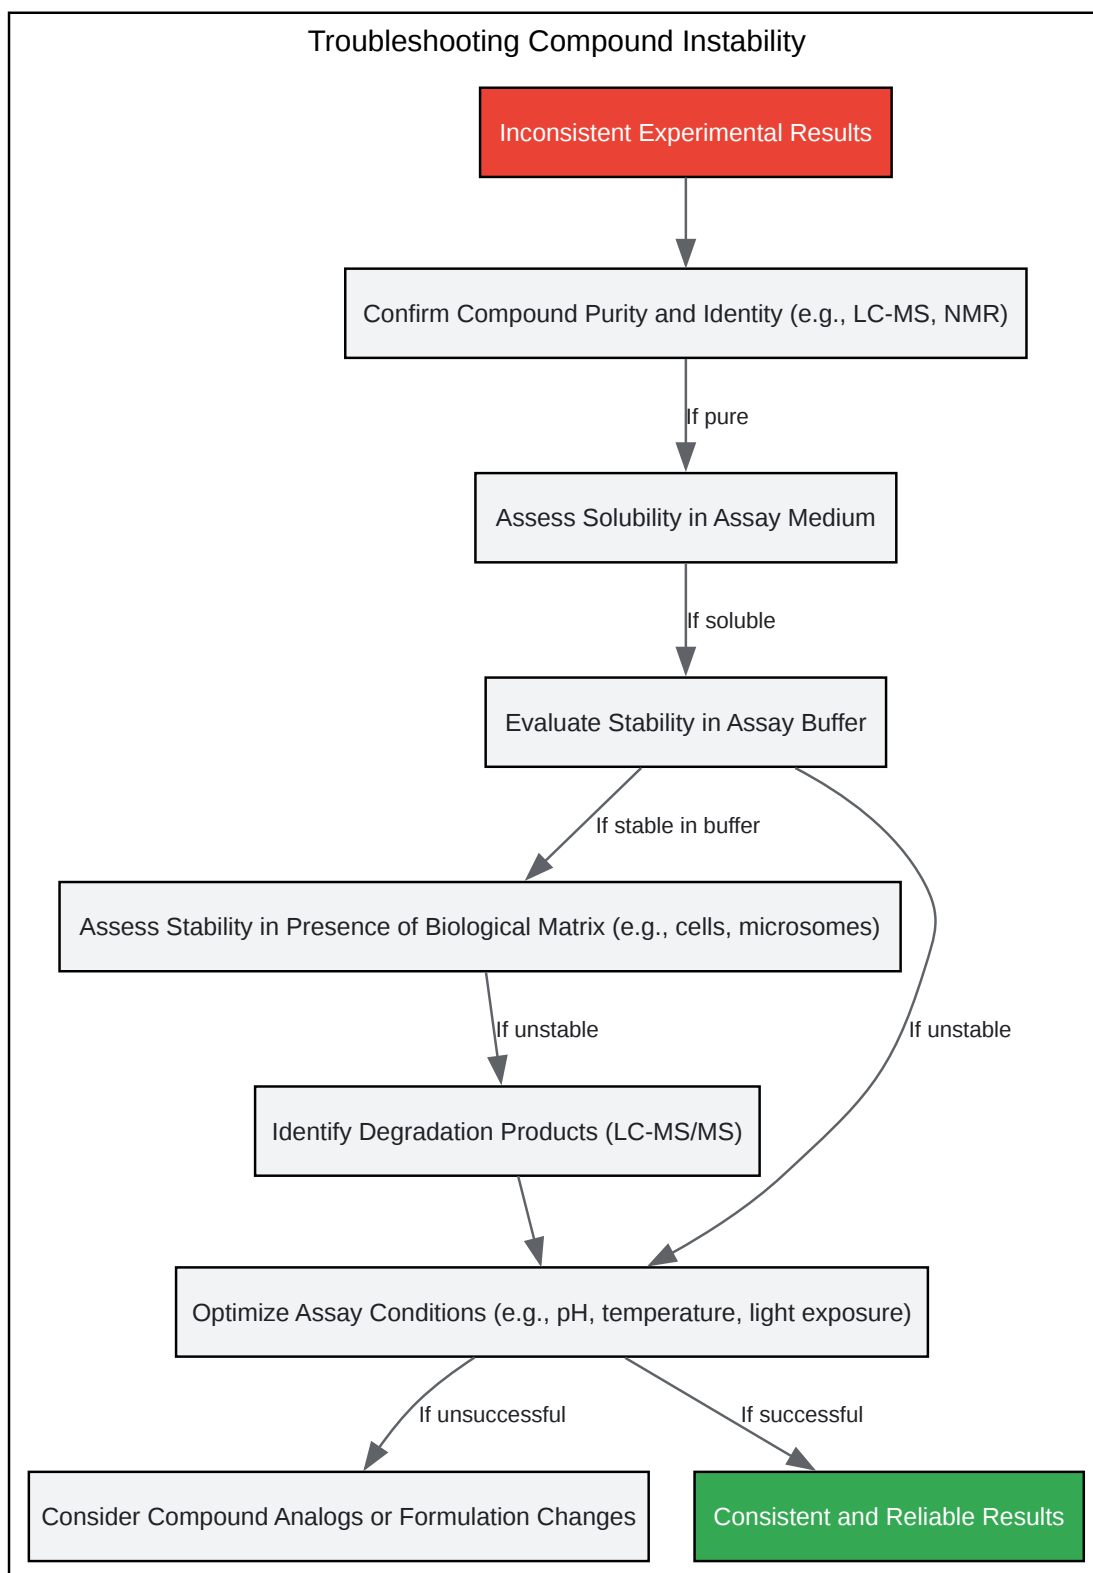 Troubleshooting Compound Instability
Inconsistent Experimental Results
Confirm Compound Purity and Identity (e.g., LC-MS, NMR)
If pure
Assess Solubility in Assay Medium
If soluble
Evaluate Stability in Assay Buffer
If stable in buffer
Assess Stability in Presence of Biological Matrix (e.g., cells, microsomes)
If unstable
If unstable
Identify Degradation Products (LC-MS/MS)
Optimize Assay Conditions (e.g., pH, temperature, light exposure)
If unsuccessful
If successful
Consider Compound Analogs or Formulation Changes
Consistent and Reliable Results